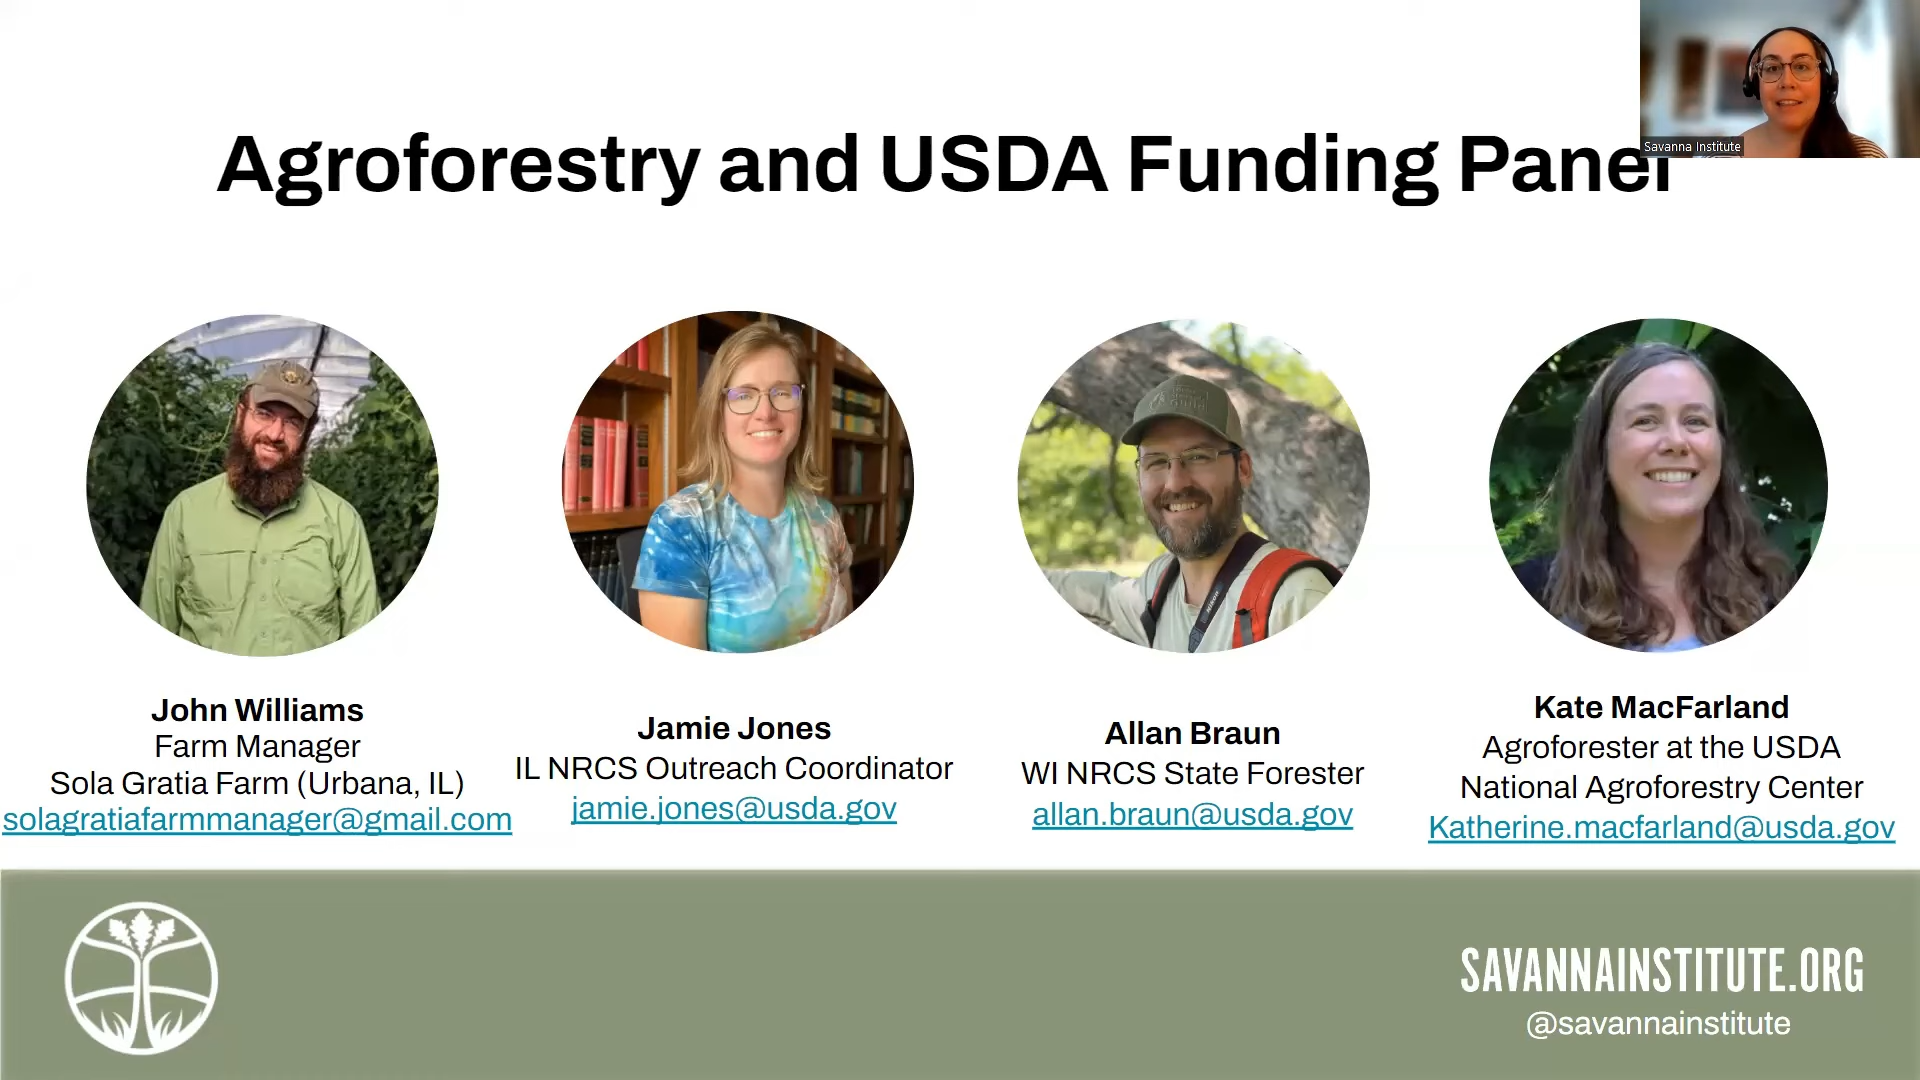 Savanna Institute
Agroforestry and USDA Funding Panel
John Williams
Farm Manager
Sola Gratia Farm (Urbana, IL)
solagratiafarmmanager@gmail.com
Jamie Jones
IL NRCS Outreach Coordinator
jamie.jones@usda.gov
Allan Braun
WI NRCS State Forester
allan.braun@usda.gov
Kate MacFarland
Agroforester at the USDA
National Agroforestry Center
Katherine.macfarland@usda.gov
SAVANNAINSTITUTE.ORG
@savannainstitute